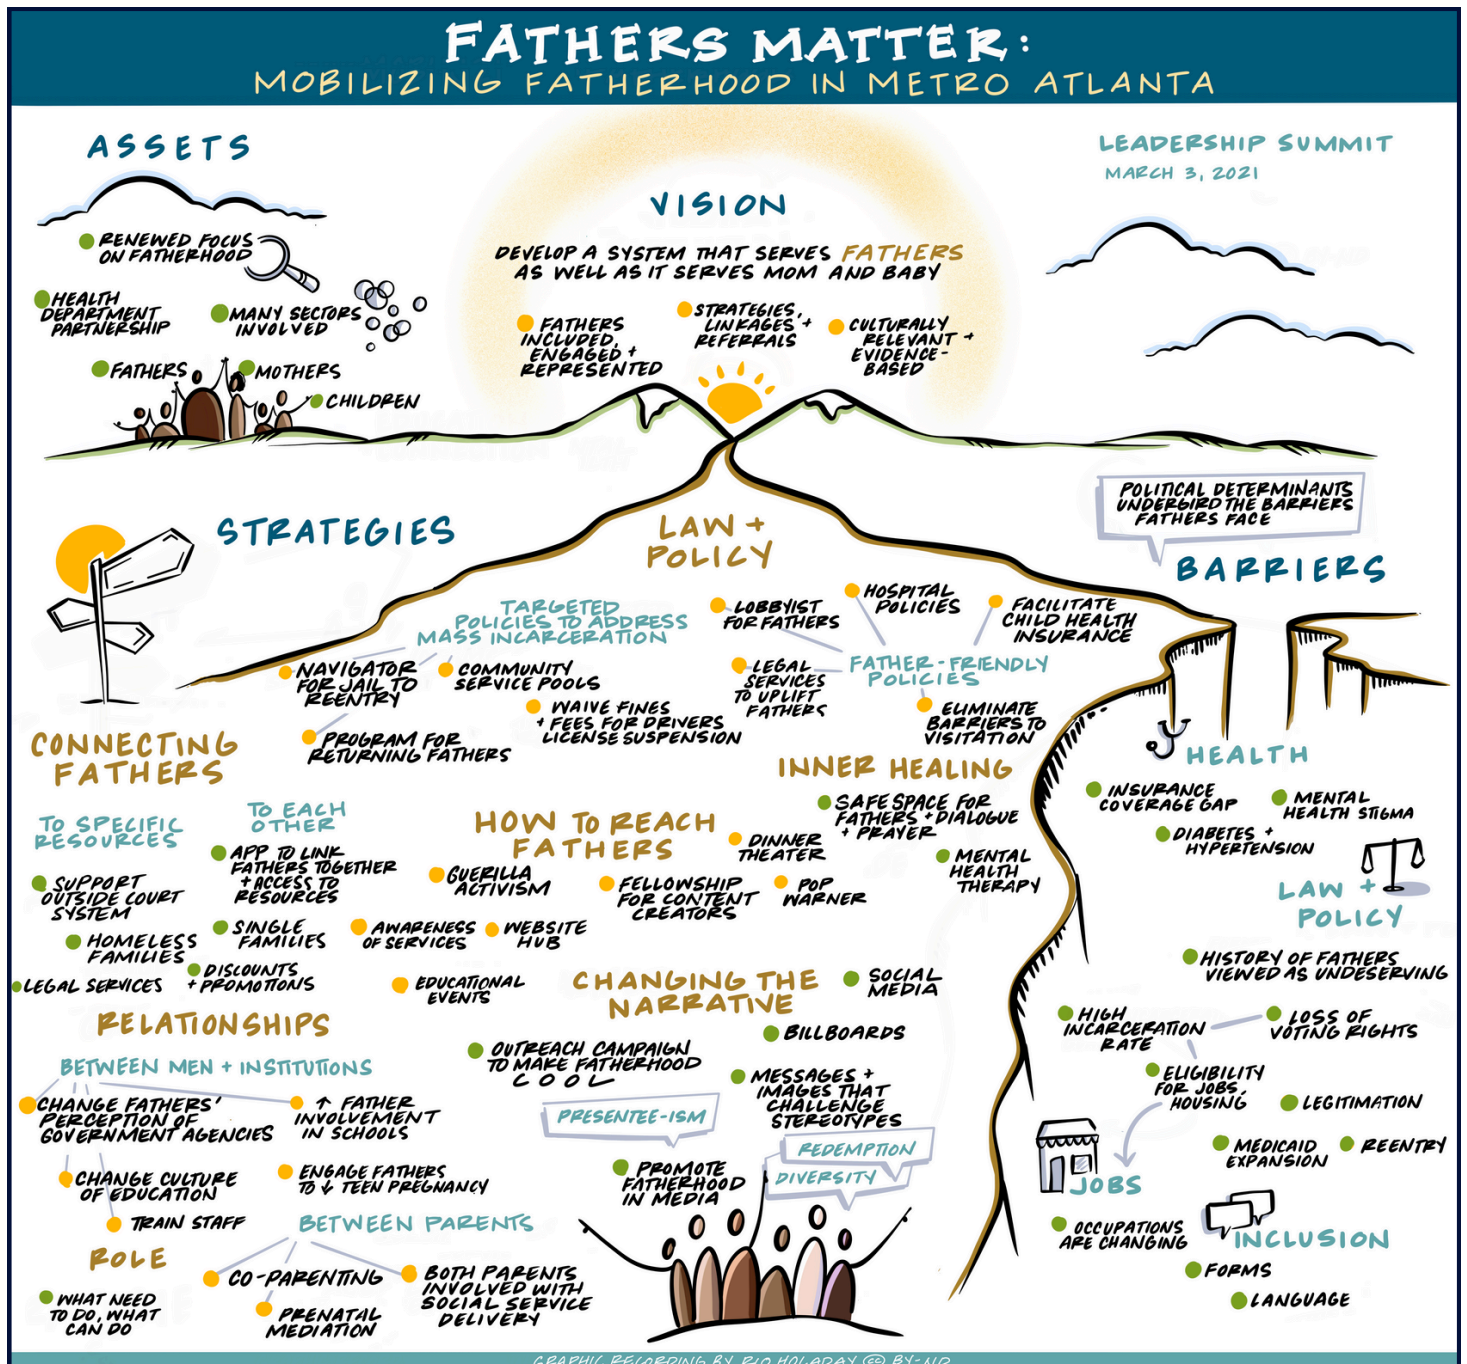 FATHERS MATTER:
MOBILIZING FATHERHOOD IN METRO ATLANTA
ASSETS
RENEWED FOCUS
ON FATHERHOOD
HEALTH
DEPARTMENT
PARTNERSHIP
MANY SECTORS
INVOLVED
FATHERS
MOTHERS
CHILDREN
VISION
DEVELOP A SYSTEM THAT SERVES FATHERS
AS WELL AS IT SERVES MOM AND BABY
FATHERS
INCLUDED,
ENGAGED +
REPRESENTED
STRATEGIES,
LINKAGES +
REFERRALS
CULTURALLY
RELEVANT +
EVIDENCE-
BASED
LEADERSHIP SUMMIT
MARCH 3, 2021
STRATEGIES
LAW +
POLICY
TARGETED
POLICIES TO ADDRESS
MASS INCARCERATION
NAVIGATOR
FOR JAIL TO
REENTRY
COMMUNITY
SERVICE POOLS
WAIVE FINES
+ FEES FOR DRIVERS
LICENSE SUSPENSION
PROGRAM FOR
RETURNING FATHERS
LOBBYIST
FOR FATHERS
HOSPITAL
POLICIES
FACILITATE
CHILD HEALTH
INSURANCE
LEGAL
SERVICES
TO UPLIFT
FATHERS
FATHER-FRIENDLY
POLICIES
ELIMINATE
BARRIERS TO
VISITATION
CONNECTING
FATHERS
TO SPECIFIC
RESOURCES
SUPPORT
OUTSIDE COURT
SYSTEM
HOMELESS
FAMILIES
LEGAL SERVICES
TO EACH
OTHER
APP TO LINK
FATHERS TOGETHER
+ ACCESS TO
RESOURCES
SINGLE
FAMILIES
DISCOUNTS
+ PROMOTIONS
HOW TO REACH
FATHERS
GUERILLA
ACTIVISM
FELLOWSHIP
FOR CONTENT
CREATORS
DINNER
THEATER
POP
WARNER
AWARENESS
OF SERVICES
WEBSITE
HUB
EDUCATIONAL
EVENTS
INNER HEALING
SAFE SPACE FOR
FATHERS + DIALOGUE
+ PRAYER
MENTAL
HEALTH
THERAPY
CHANGING THE
NARRATIVE
SOCIAL
MEDIA
BILLBOARDS
OUTREACH CAMPAIGN
TO MAKE FATHERHOOD
COOL
MESSAGES +
IMAGES THAT
CHALLENGE
STEREOTYPES
PRESENTEE-ISM
REDEMPTION
DIVERSITY
PROMOTE
FATHERHOOD
IN MEDIA
RELATIONSHIPS
BETWEEN MEN + INSTITUTIONS
CHANGE FATHERS'
PERCEPTION OF
GOVERNMENT AGENCIES
↑ FATHER
INVOLVEMENT
IN SCHOOLS
CHANGE CULTURE
OF EDUCATION
ENGAGE FATHERS
TO ↓ TEEN PREGNANCY
TRAIN STAFF
BETWEEN PARENTS
CO-PARENTING
PRENATAL
MEDIATION
BOTH PARENTS
INVOLVED WITH
SOCIAL SERVICE
DELIVERY
ROLE
WHAT NEED
TO DO, WHAT
CAN DO
POLITICAL DETERMINANTS
UNDERGIRD THE BARRIERS
FATHERS FACE
BARRIERS
HEALTH
INSURANCE
COVERAGE GAP
MENTAL
HEALTH STIGMA
DIABETES +
HYPERTENSION
LAW +
POLICY
HISTORY OF FATHERS
VIEWED AS UNDESERVING
HIGH
INCARCERATION
RATE
LOSS OF
VOTING RIGHTS
ELIGIBILITY
FOR JOBS,
HOUSING
LEGITIMATION
MEDICAID
EXPANSION
REENTRY
JOBS
OCCUPATIONS
ARE CHANGING
INCLUSION
FORMS
LANGUAGE
GRAPHIC RECORDING BY RIO HOLADAY CC BY-ND